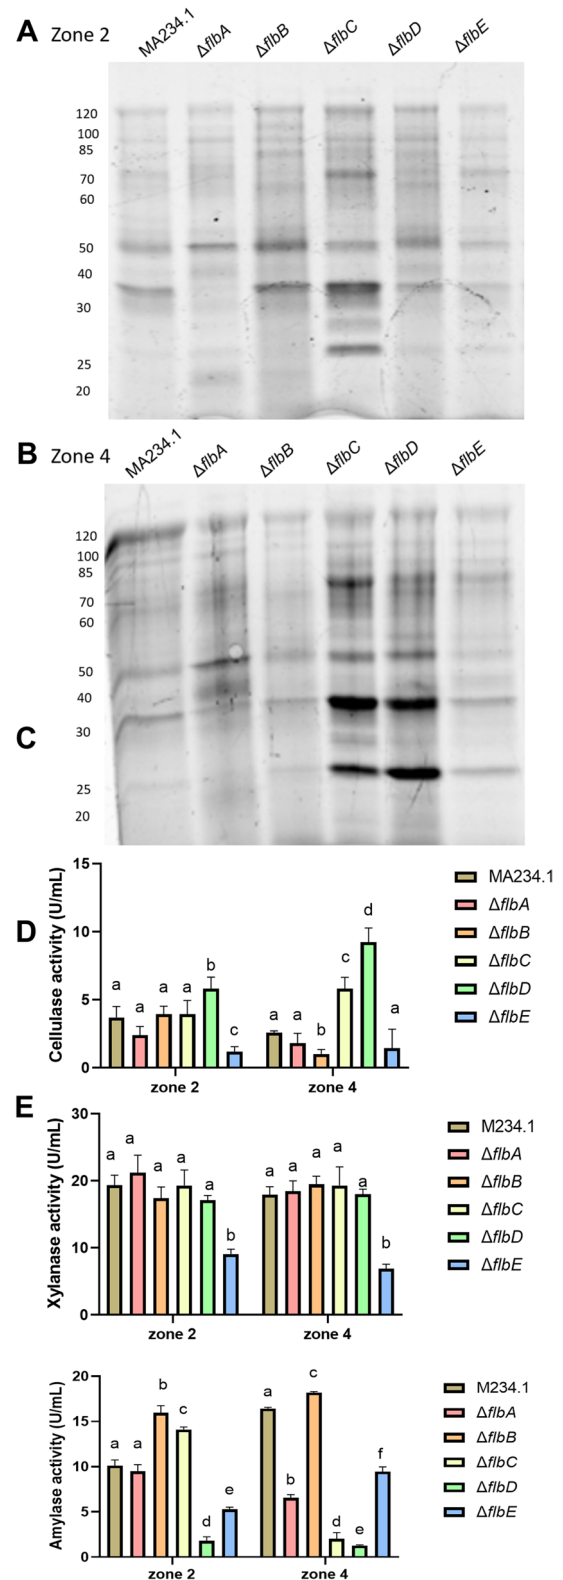 A Zone 2 MA234.1 ΔflbA ΔflbB ΔflbC ΔflbD ΔflbE
120
100
85
70
60
50
40
30
25
20
B Zone 4 MA234.1 ΔflbA ΔflbB ΔflbC ΔflbD ΔflbE
120
100
85
70
60
50
40
30
25
20
C
D
Cellulase activity (U/mL)
15
10
5
0
a a a a b c
a a b c d a
zone 2 zone 4
MA234.1
ΔflbA
ΔflbB
ΔflbC
ΔflbD
ΔflbE
E
Xylanase activity (U/mL)
30
20
10
0
a a a a a b
a a a a a b
zone 2 zone 4
M234.1
ΔflbA
ΔflbB
ΔflbC
ΔflbD
ΔflbE
Amylase activity (U/mL)
20
15
10
5
0
a a b c d e
a b c d e f
zone 2 zone 4
M234.1
ΔflbA
ΔflbB
ΔflbC
ΔflbD
ΔflbE